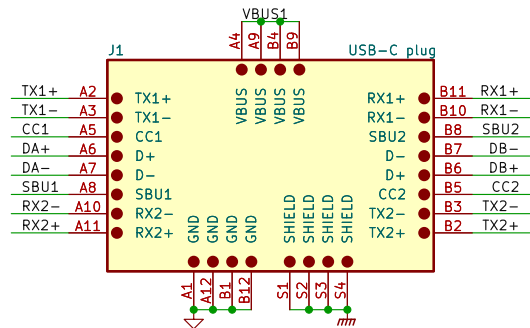 VBUS1
J1 USB-C plug
A4 A9 B4 B9
VBUS VBUS VBUS VBUS
TX1+ A2 TX1+ RX1+ B11 RX1+
TX1- A3 TX1- RX1- B10 RX1-
CC1 A5 CC1 SBU2 B8 SBU2
DA+ A6 D+ D- B7 DB-
DA- A7 D- D+ B6 DB+
SBU1 A8 SBU1 CC2 B5 CC2
RX2- A10 RX2- TX2- B3 TX2-
RX2+ A11 RX2+ TX2+ B2 TX2+
GND GND GND GND SHIELD SHIELD SHIELD SHIELD
A1 A12 B1 B12 S1 S2 S3 S4